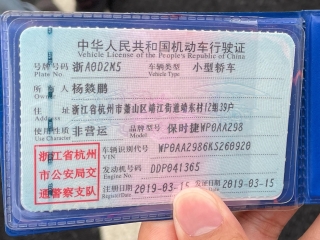 中华人民共和国机动车行驶证
Vehicle License of the People's Republic of China
号牌号码 浙A0D2M5 车辆类型 小型轿车
Plate No. Vehicle Type
所有人 杨燚鹏
Owner
住址 浙江省杭州市萧山区靖江街道靖东村12组39户
Address
使用性质 非营运 品牌型号 保时捷WP0AA298
Use Character Model
浙江省杭州市公安局交通警察支队
车辆识别代号 WP0AA2986KS260920
VIN
发动机号码 DDP041365
Engine No.
注册日期 2019-03-15 发证日期 2019-03-15
Register Date Issue Date